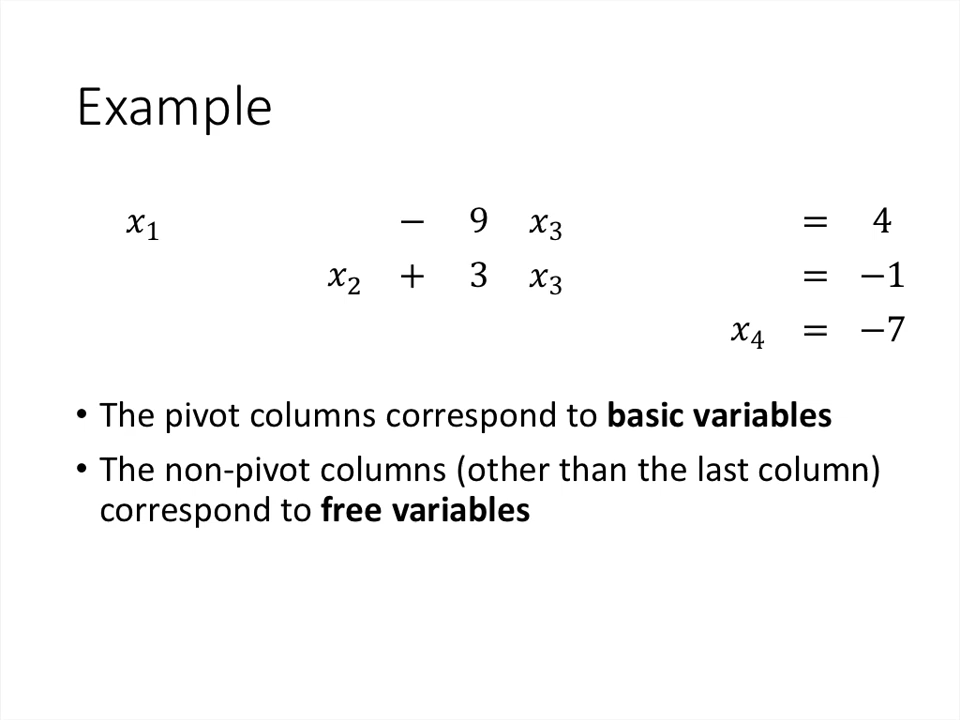 Example
x₁ − 9 x₃ = 4
x₂ + 3 x₃ = −1
x₄ = −7
• The pivot columns correspond to basic variables
• The non-pivot columns (other than the last column)
correspond to free variables